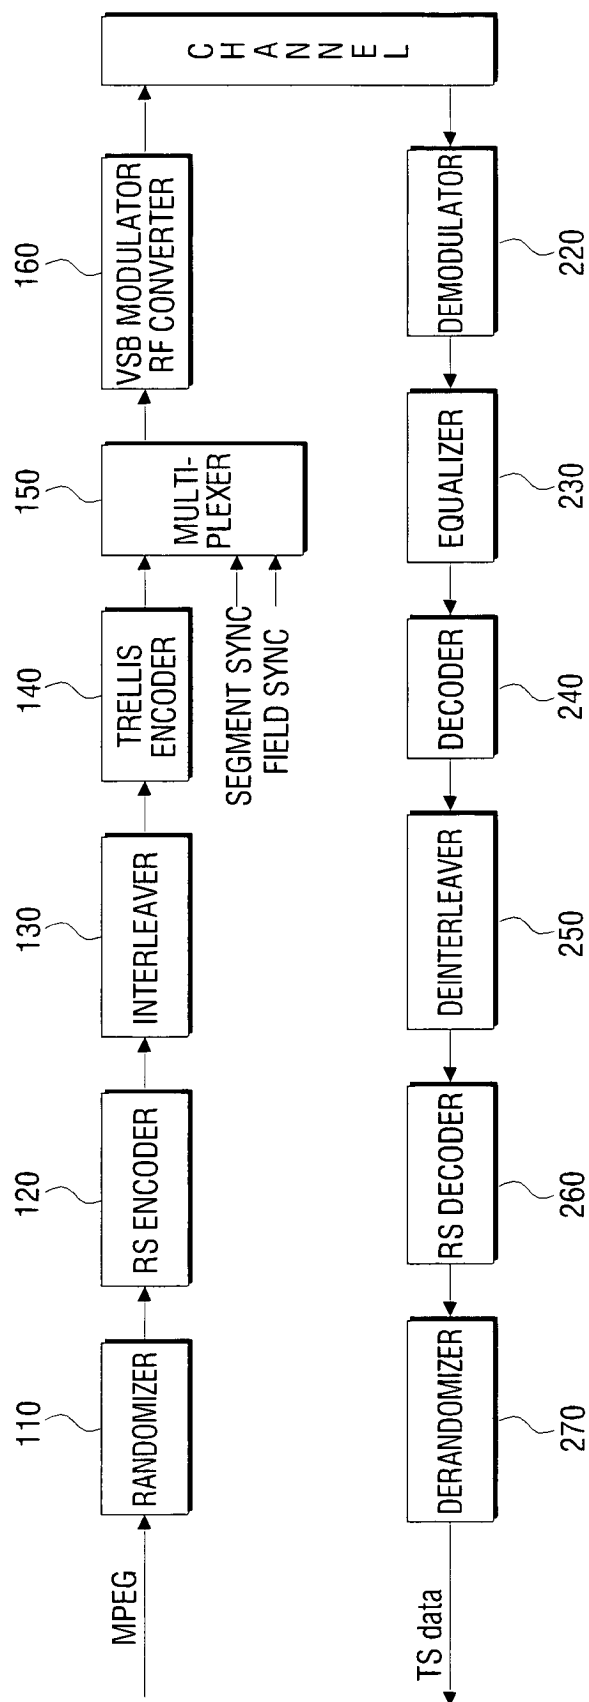 MPEG
110
RANDOMIZER
120
RS ENCODER
130
INTERLEAVER
140
TRELLIS
ENCODER
SEGMENT SYNC
FIELD SYNC
150
MULTI-
PLEXER
160
VSB MODULATOR
RF CONVERTER
CHANNEL
DEMODULATOR
220
EQUALIZER
230
DECODER
240
DEINTERLEAVER
250
RS DECODER
260
DERANDOMIZER
270
TS data